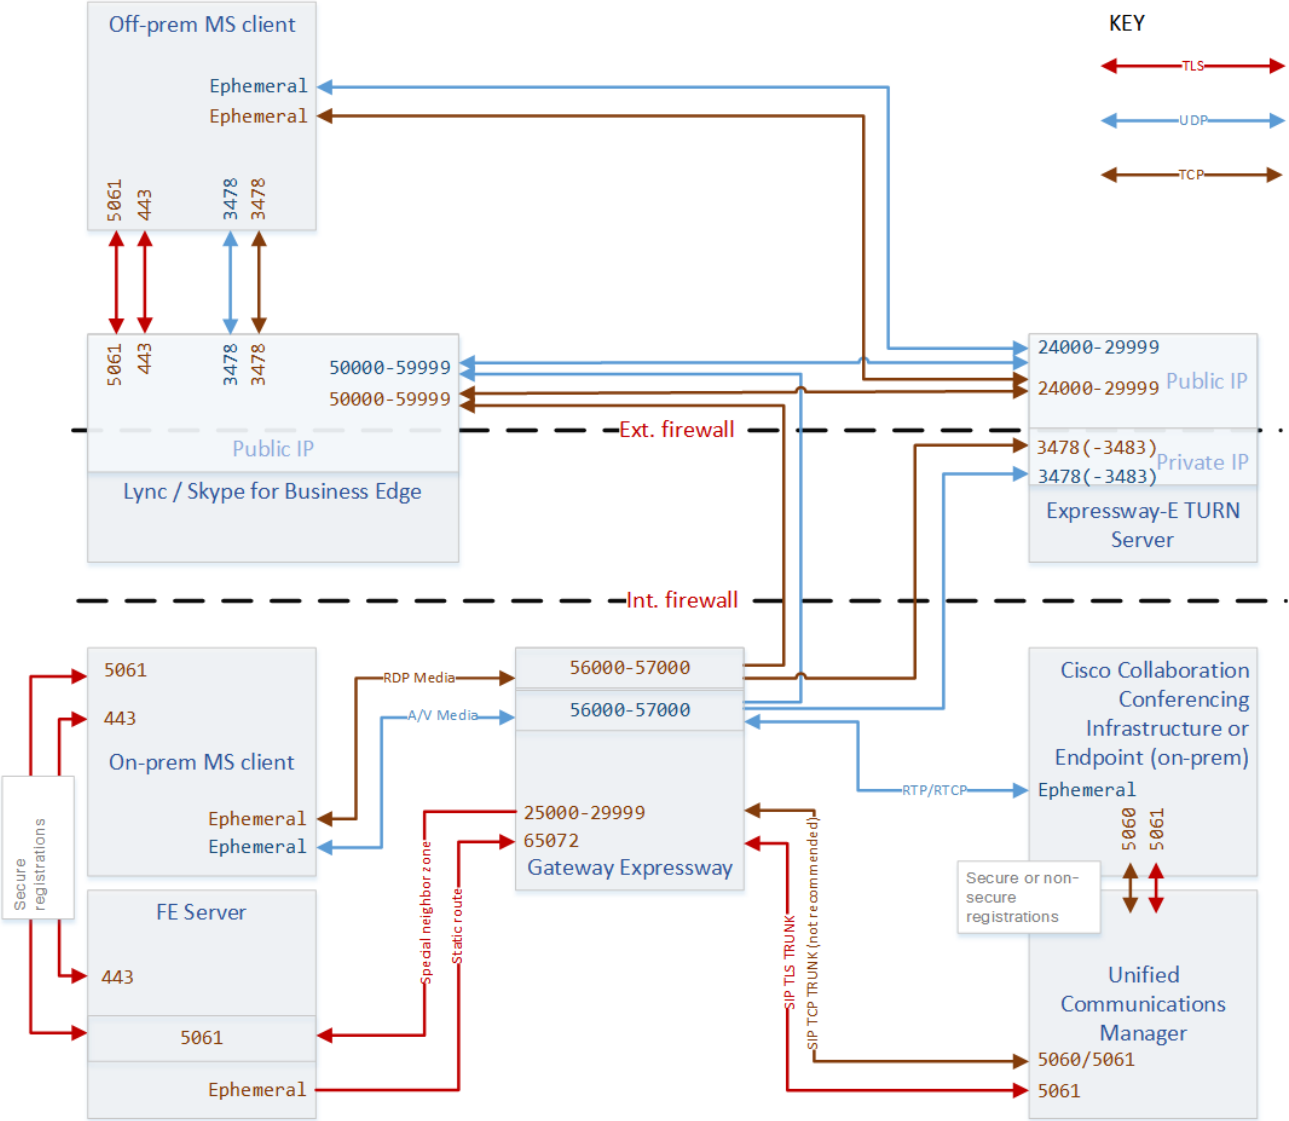 Off-prem MS client
KEY
TLS
Ephemeral
Ephemeral
UDP
TCP
5061
443
3478
3478
5061
443
3478
3478
50000-59999
50000-59999
24000-29999
Public IP
24000-29999
Ext. firewall
Public IP
3478(-3483)
Private IP
3478(-3483)
Lync / Skype for Business Edge
Expressway-E TURN
Server
Int. firewall
5061
443
On-prem MS client
Ephemeral
Ephemeral
RDP Media
A/V Media
56000-57000
56000-57000
25000-29999
65072
Gateway Expressway
Cisco Collaboration
Conferencing
Infrastructure or
Endpoint (on-prem)
RTP/RTCP
Ephemeral
5060
5061
Secure
registrations
Secure or non-
secure
registrations
FE Server
443
5061
Ephemeral
Special neighbor zone
Static route
SIP TLS TRUNK
SIP TCP TRUNK (not recommended)
Unified
Communications
Manager
5060/5061
5061